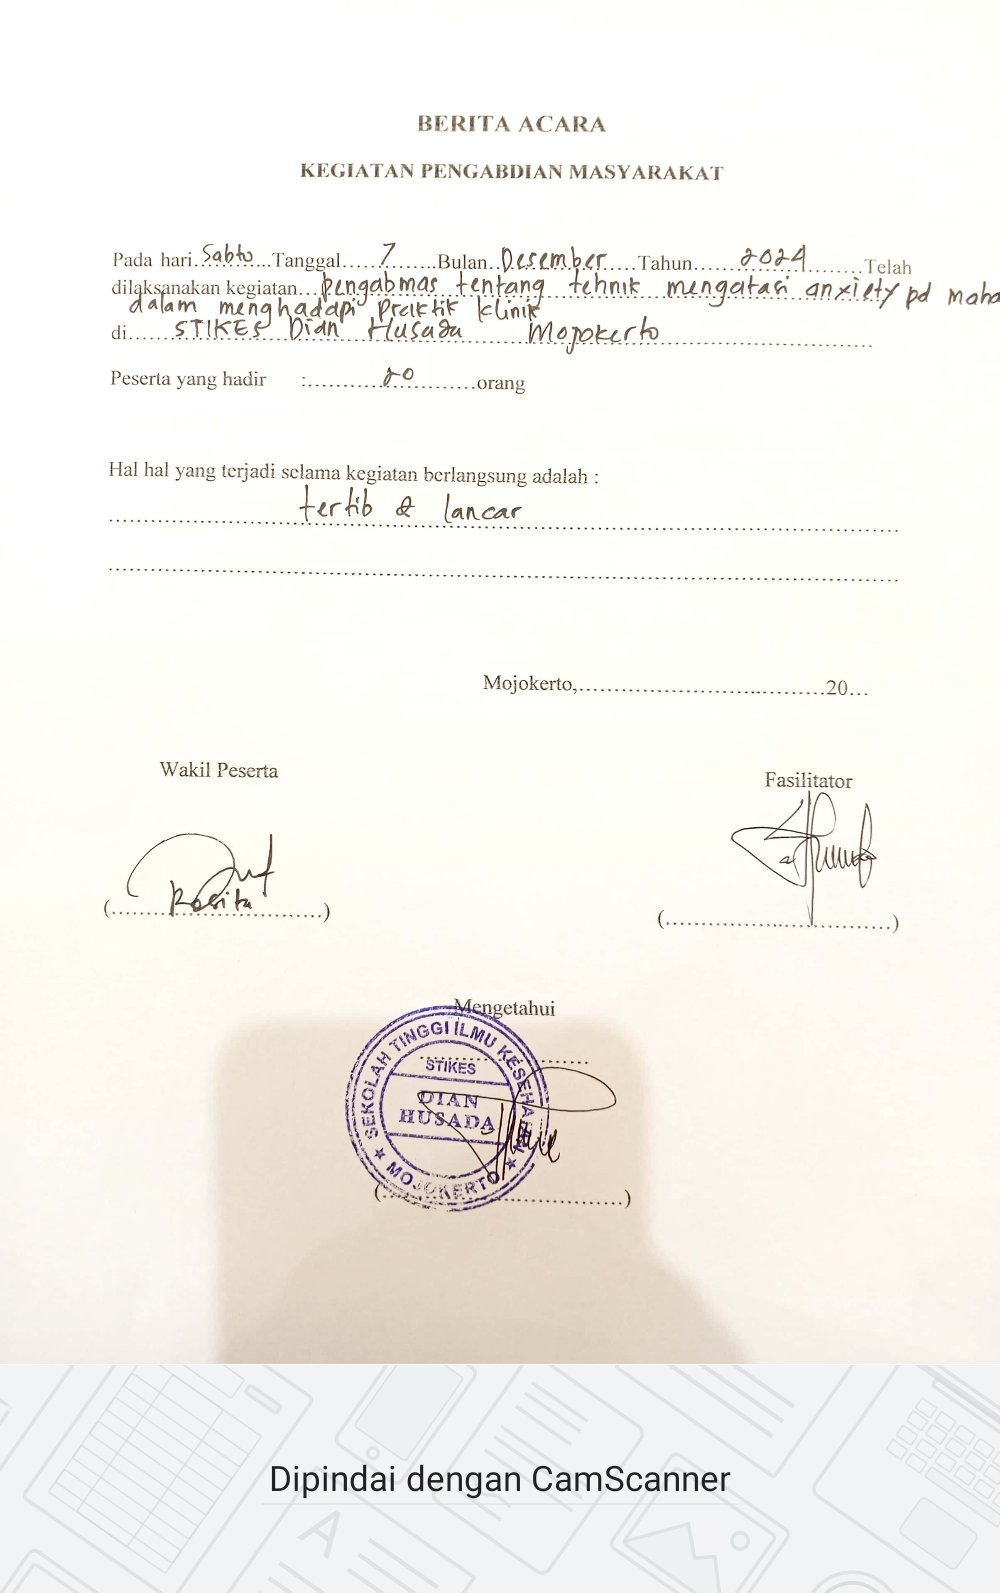 BERITA ACARA
KEGIATAN PENGABDIAN MASYARAKAT
Pada hari..Sabtu...Tanggal......7.......Bulan..Desember.....Tahun.......2024.........Telah
dilaksanakan kegiatan...pengabmas tentang tehnik mengatasi anxiety pd maha
dalam menghadapi praktik klinik
di.......STIKES Dian Husada Mojokerto...............................
Peserta yang hadir :...........20...........orang
Hal hal yang terjadi selama kegiatan berlangsung adalah :
tertib & lancar
Mojokerto,...................................20...
Wakil Peserta
Fasilitator
(.........Rosita............)
(.................................)
Mengetahui
SEKOLAH TINGGI ILMU KESEHATAN
STIKES
DIAN
HUSADA
★ MOJOKERTO ★
(.................................)
Dipindai dengan CamScanner